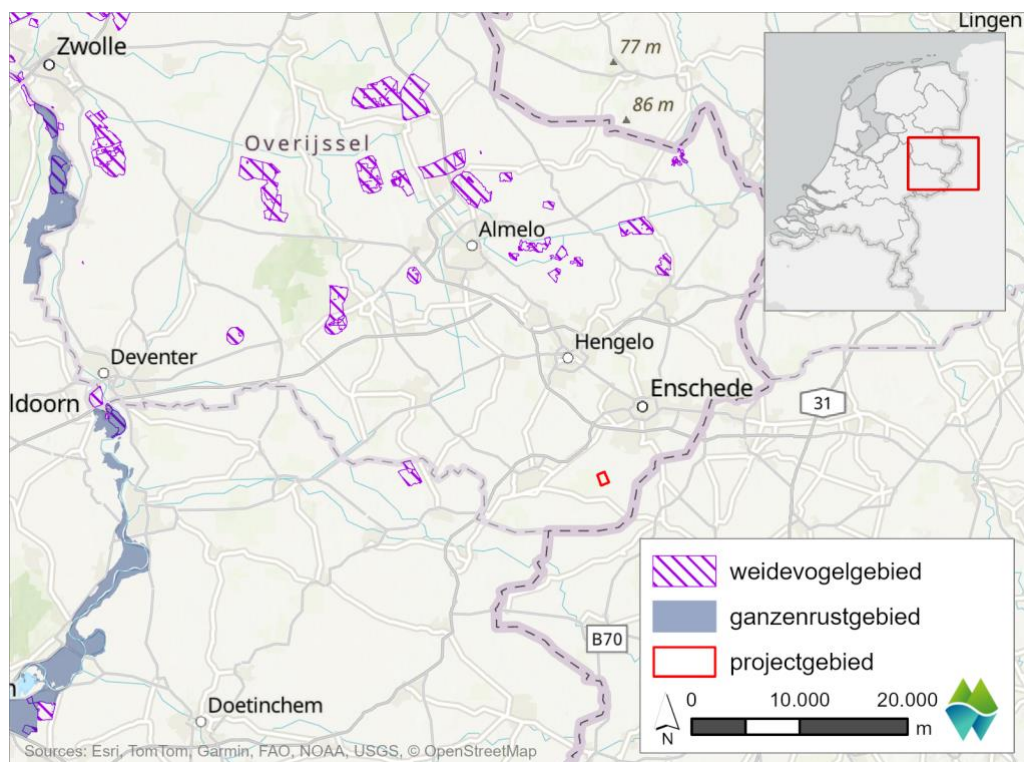 Lingen
Zwolle
77 m
86 m
Overijssel
Almelo
Hengelo
Deventer
Enschede
ldoorn
31
weidevogelgebied
ganzenrustgebied
B70
projectgebied
n
0 10.000 20.000
m
N
Doetinchem
Sources: Esri, TomTom, Garmin, FAO, NOAA, USGS, © OpenStreetMap